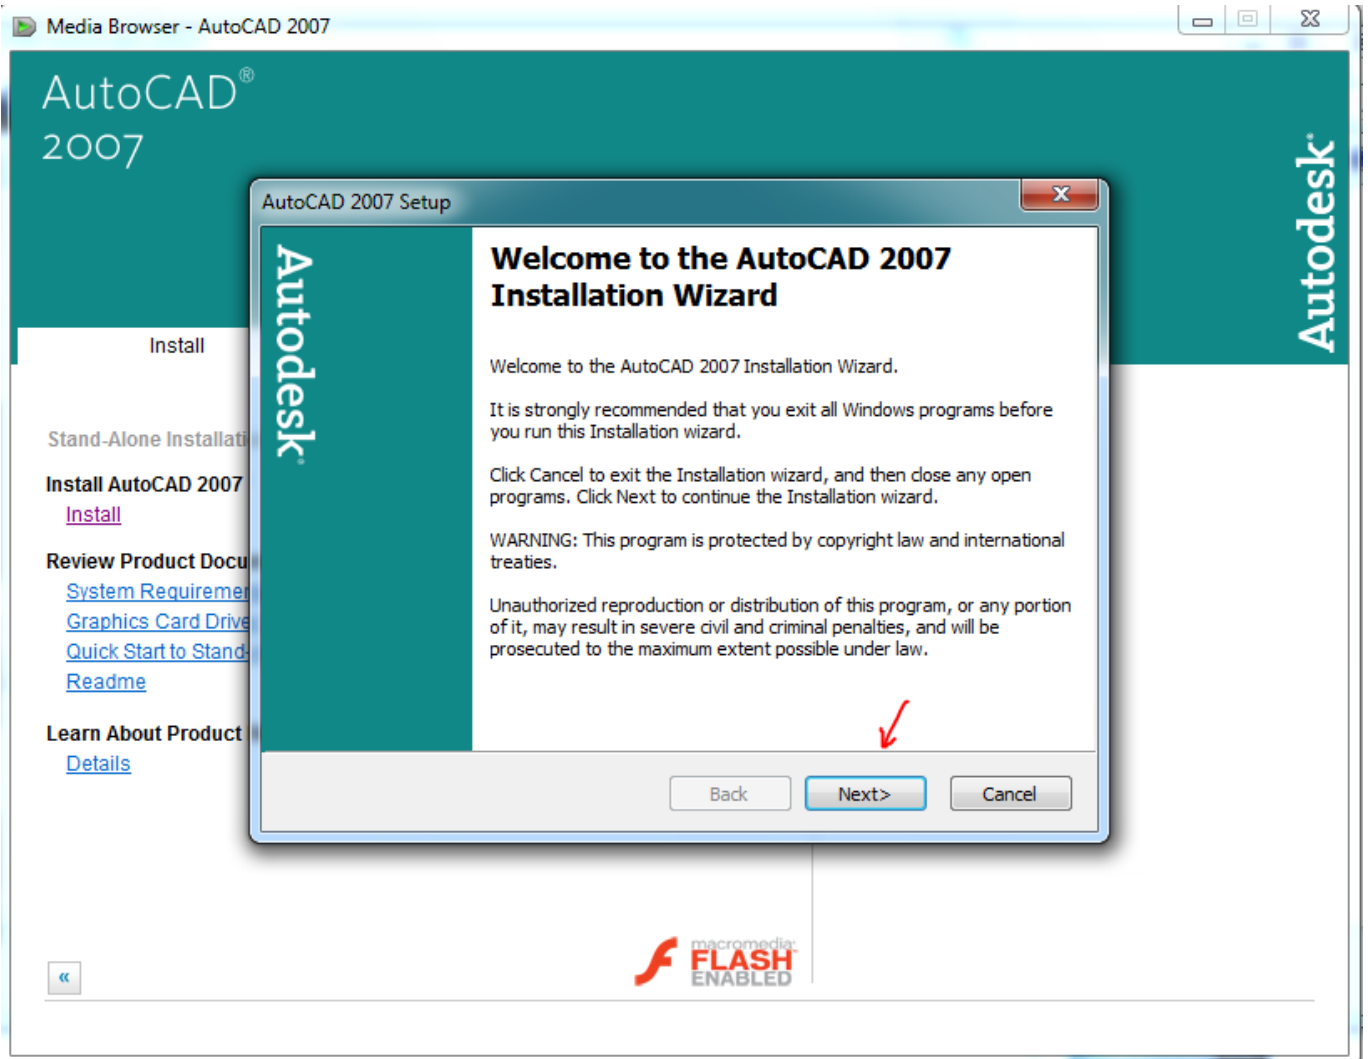 Media Browser - AutoCAD 2007
AutoCAD®
2007
Autodesk
AutoCAD 2007 Setup
Autodesk
Welcome to the AutoCAD 2007
Installation Wizard
Welcome to the AutoCAD 2007 Installation Wizard.
It is strongly recommended that you exit all Windows programs before
you run this Installation wizard.
Click Cancel to exit the Installation wizard, and then close any open
programs. Click Next to continue the Installation wizard.
WARNING: This program is protected by copyright law and international
treaties.
Unauthorized reproduction or distribution of this program, or any portion
of it, may result in severe civil and criminal penalties, and will be
prosecuted to the maximum extent possible under law.
Back
Next>
Cancel
Install
Stand-Alone Installati
Install AutoCAD 2007
Install
Review Product Docu
System Requiremen
Graphics Card Drive
Quick Start to Stand-
Readme
Learn About Product
Details
macromedia
FLASH
ENABLED
«